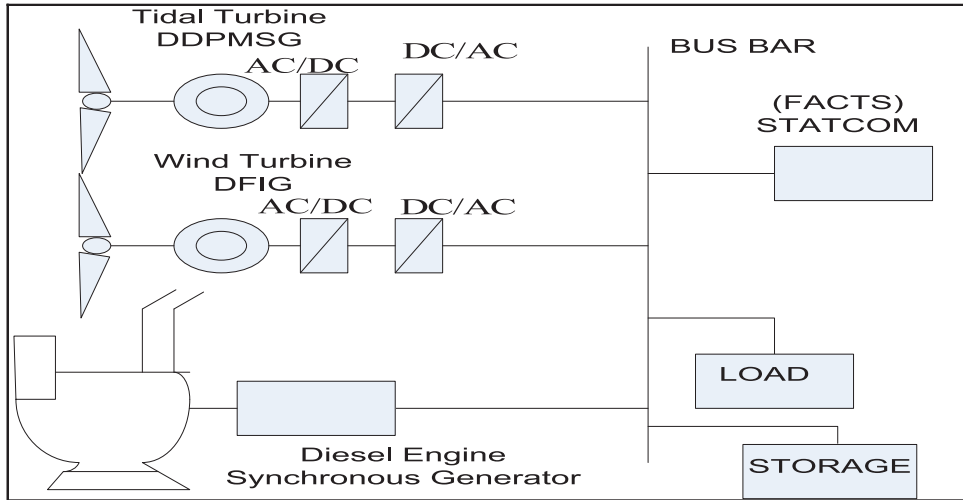 Tidal Turbine
DDPMSG
AC/DC
DC/AC
BUS BAR
(FACTS)
STATCOM
Wind Turbine
DFIG
AC/DC
DC/AC
LOAD
Diesel Engine
Synchronous Generator
STORAGE